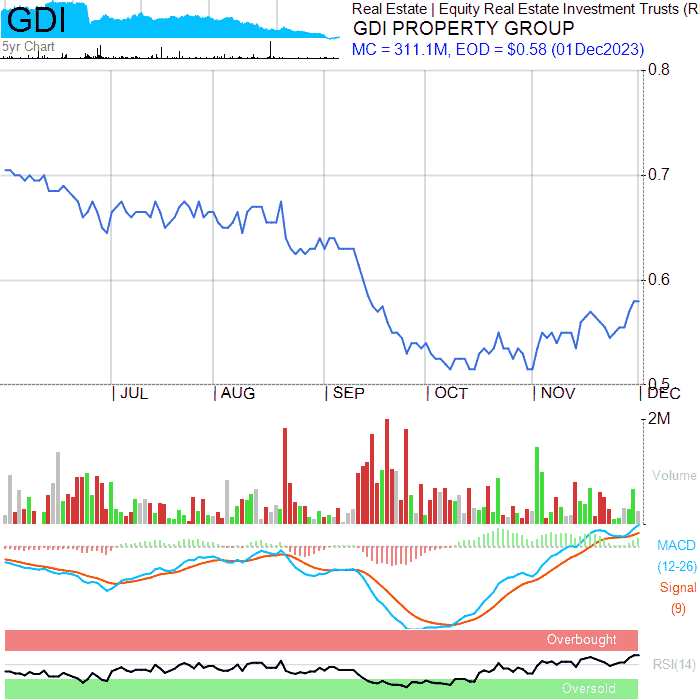 GDI
Real Estate | Equity Real Estate Investment Trusts (R
GDI PROPERTY GROUP
5yr Chart
MC = 311.1M, EOD = $0.58 (01Dec2023)
0.8
0.7
0.6
0.5
JUL AUG SEP OCT NOV DEC
2M
Volume
MACD
(12-26)
Signal
(9)
Overbought
RSI(14)
Oversold